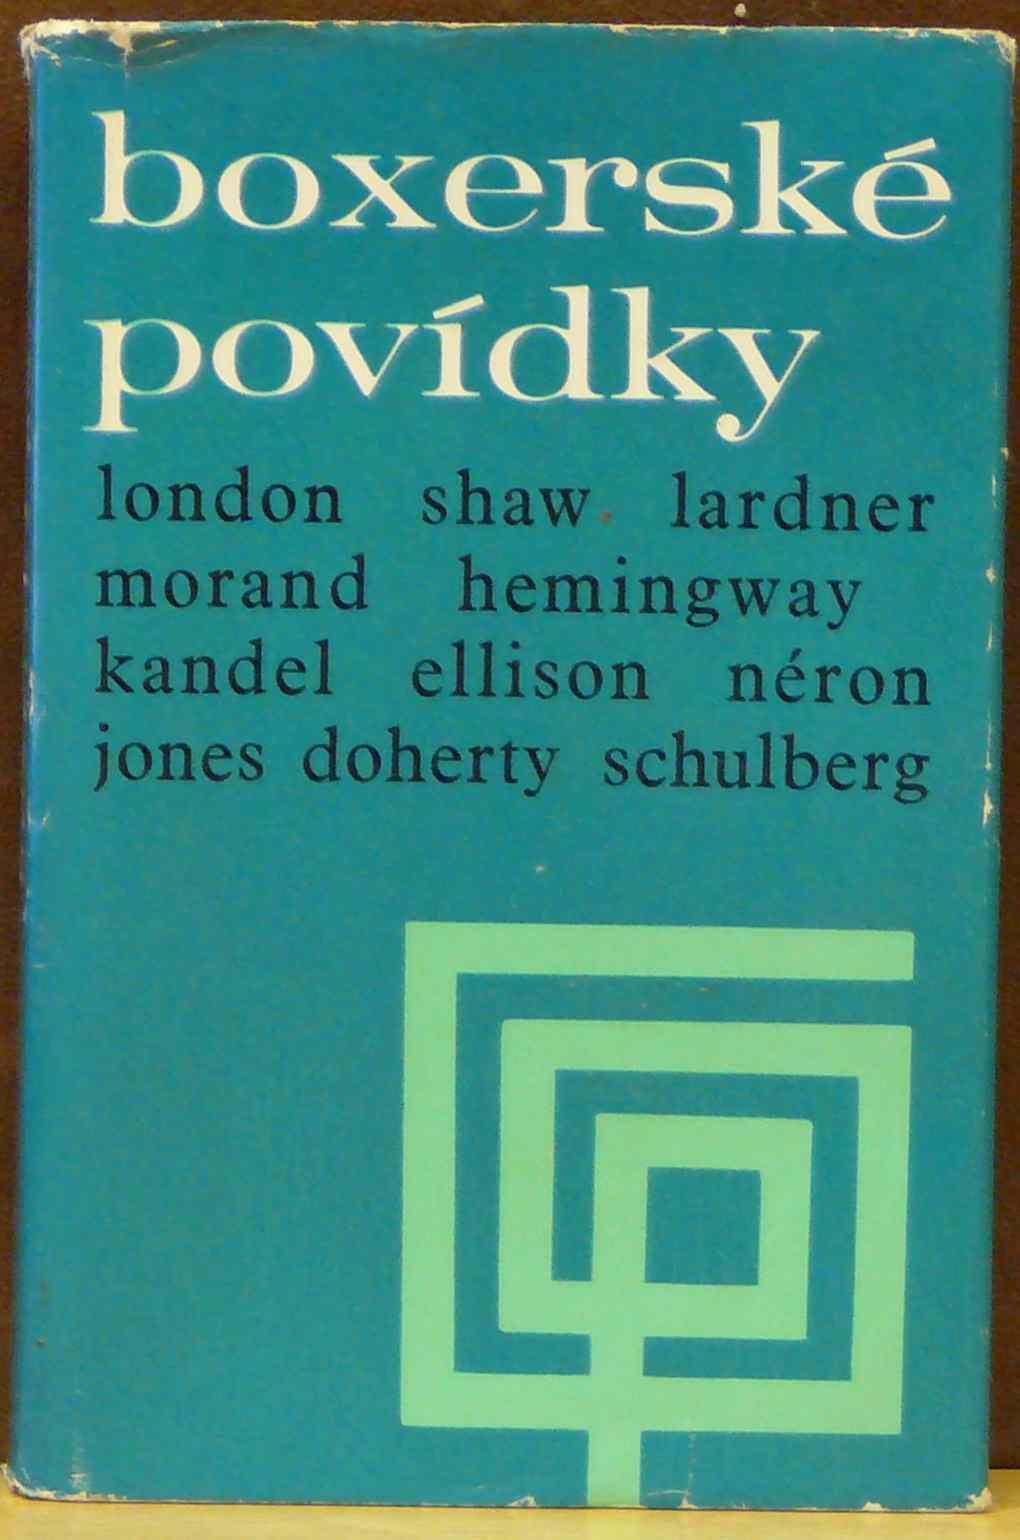 boxerské
povídky
london shaw lardner
morand hemingway
kandel ellison néron
jones doherty schulberg